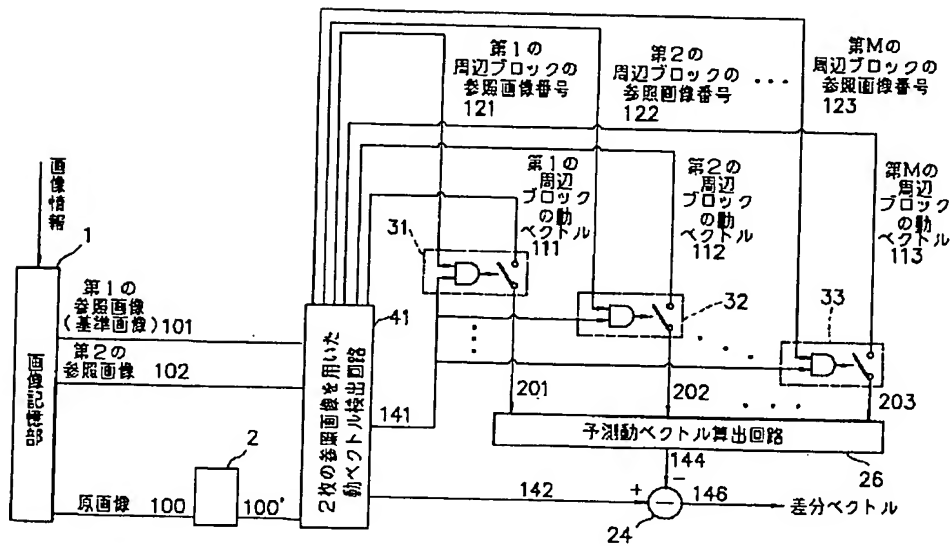 第1の
周辺ブロックの
参照画像番号
121
第2の
周辺ブロックの
参照画像番号
122
・・・
第Mの
周辺ブロックの
参照画像番号
123
画像情報
1
第1の
参照画像
(基準画像)101
第2の
参照画像 102
画像記憶器
原画像 100
2
100'
41
2枚の参照画像を用いた
動ベクトル検出回路
141
142
31
第1の
周辺
ブロック
の動
ベクトル 111
32
第2の
周辺
ブロック
の動
ベクトル
112
33
第Mの
周辺
ブロック
の動
ベクトル
113
201
202
203
予測動ベクトル算出回路
26
144
−
+
−
24
146
差分ベクトル